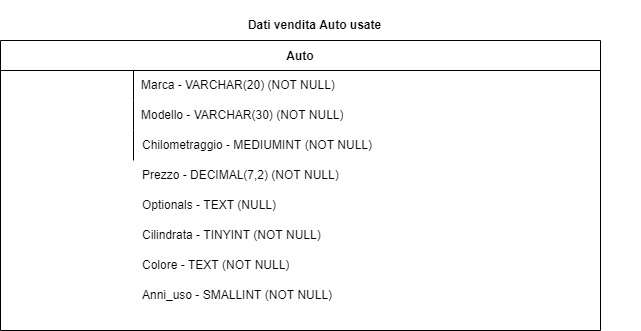 Dati vendita Auto usate
Auto
Marca - VARCHAR(20) (NOT NULL)
Modello - VARCHAR(30) (NOT NULL)
Chilometraggio - MEDIUMINT (NOT NULL)
Prezzo - DECIMAL(7,2) (NOT NULL)
Optionals - TEXT (NULL)
Cilindrata - TINYINT (NOT NULL)
Colore - TEXT (NOT NULL)
Anni_uso - SMALLINT (NOT NULL)